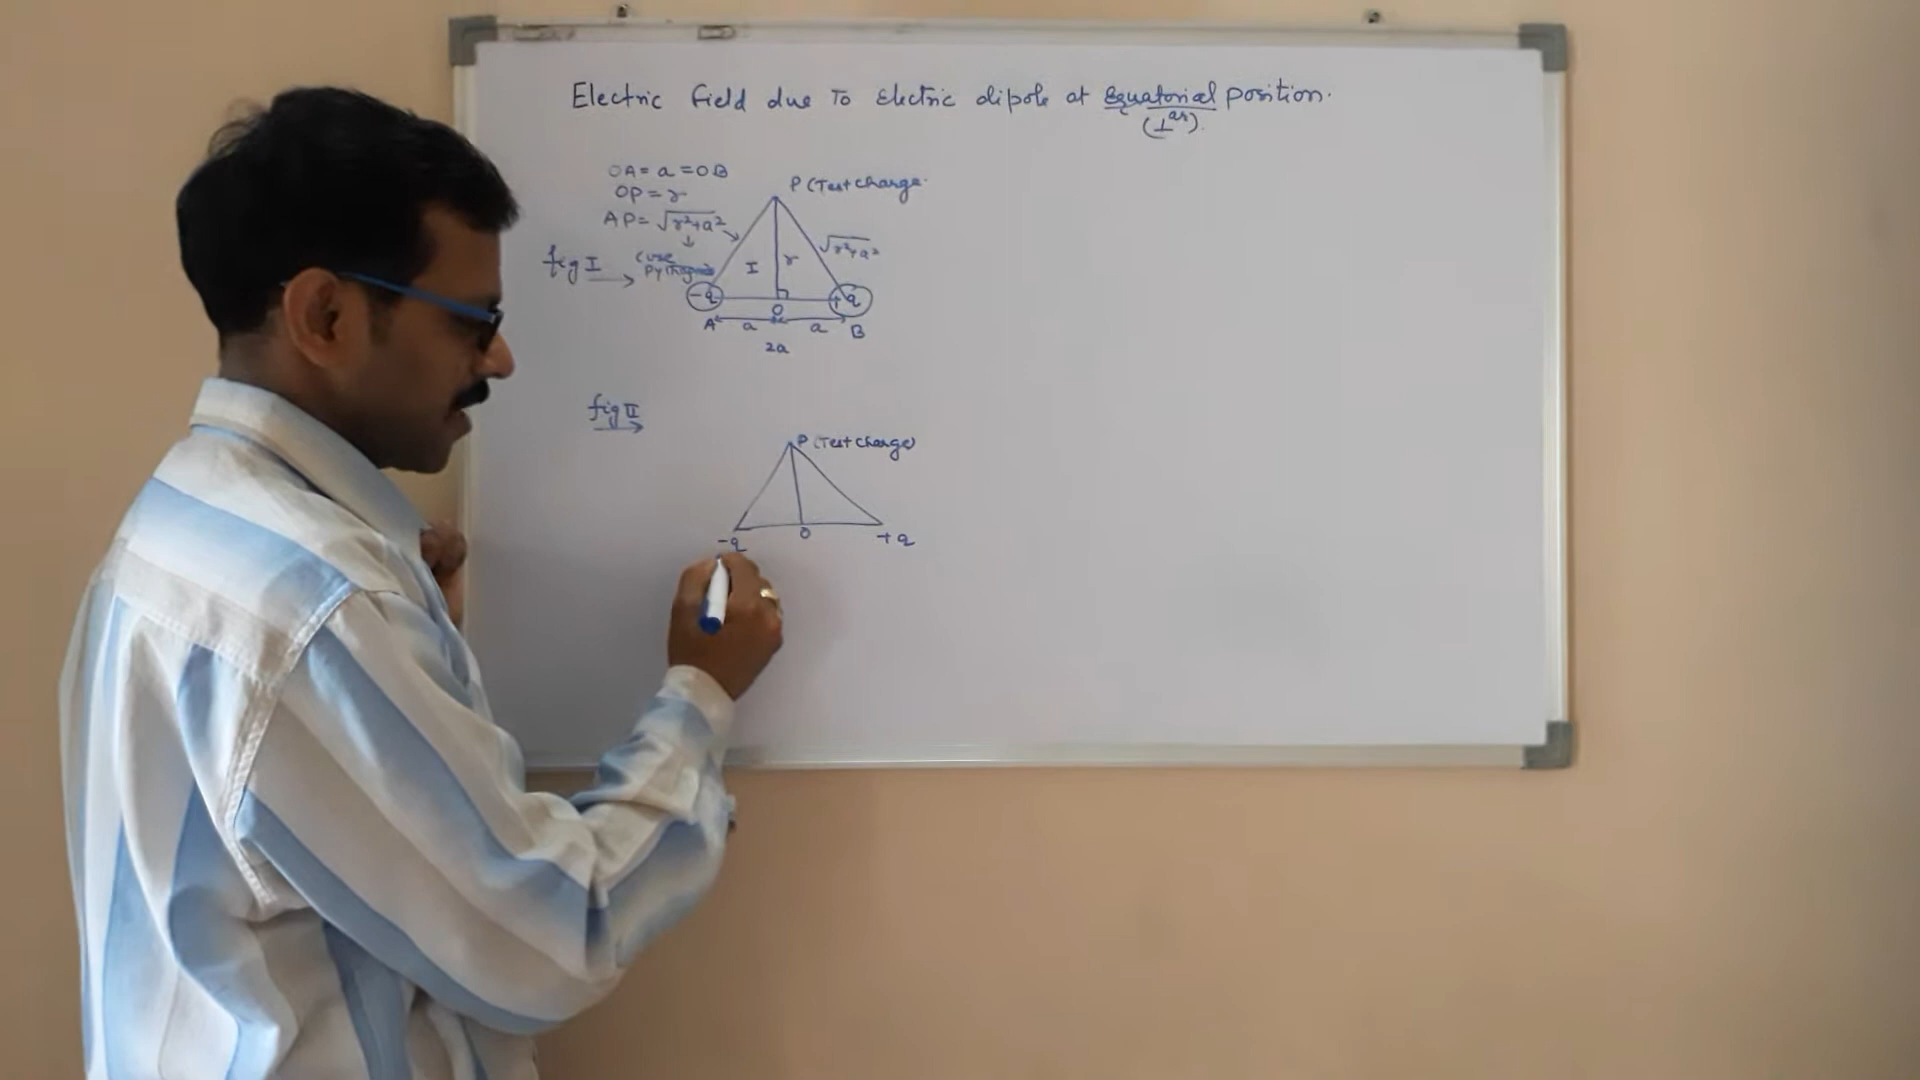 Electric field due To Electric dipole at Equatorial position.
(⊥ar).
OA = a = OB
OP = r
AP = √r²+a²
P (Test charge.
fig I
(use
Pythagoras
I
r
√r²+a²
-q
O
+q
A
a
a
B
2a
fig II
P (Test charge)
-q
O
+q